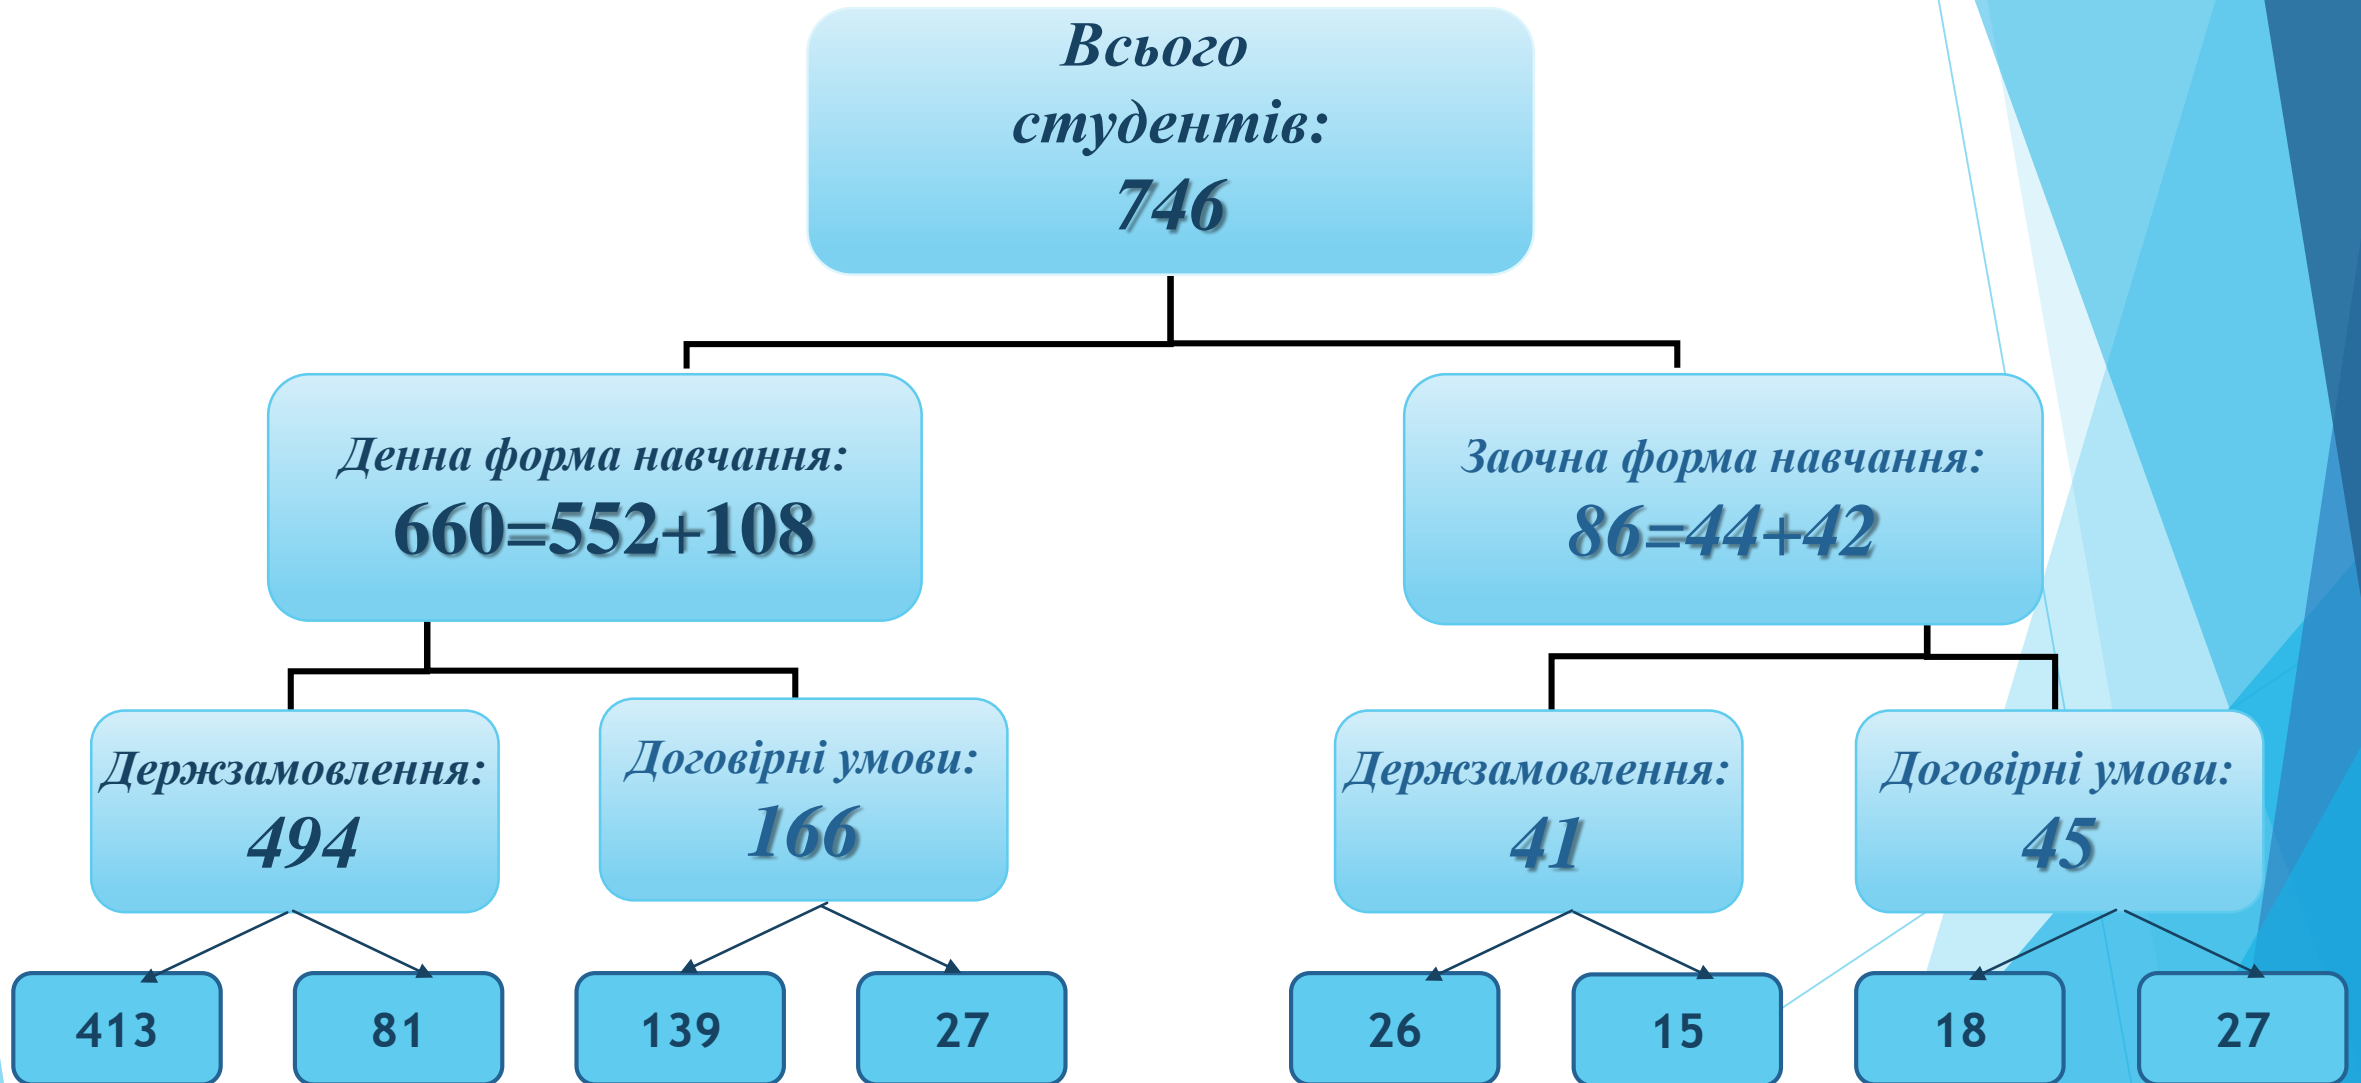 Всього
студентів:
746
Денна форма навчання:
660=552+108
Заочна форма навчання:
86=44+42
Держзамовлення:
494
Договірні умови:
166
Держзамовлення:
41
Договірні умови:
45
413
81
139
27
26
15
18
27